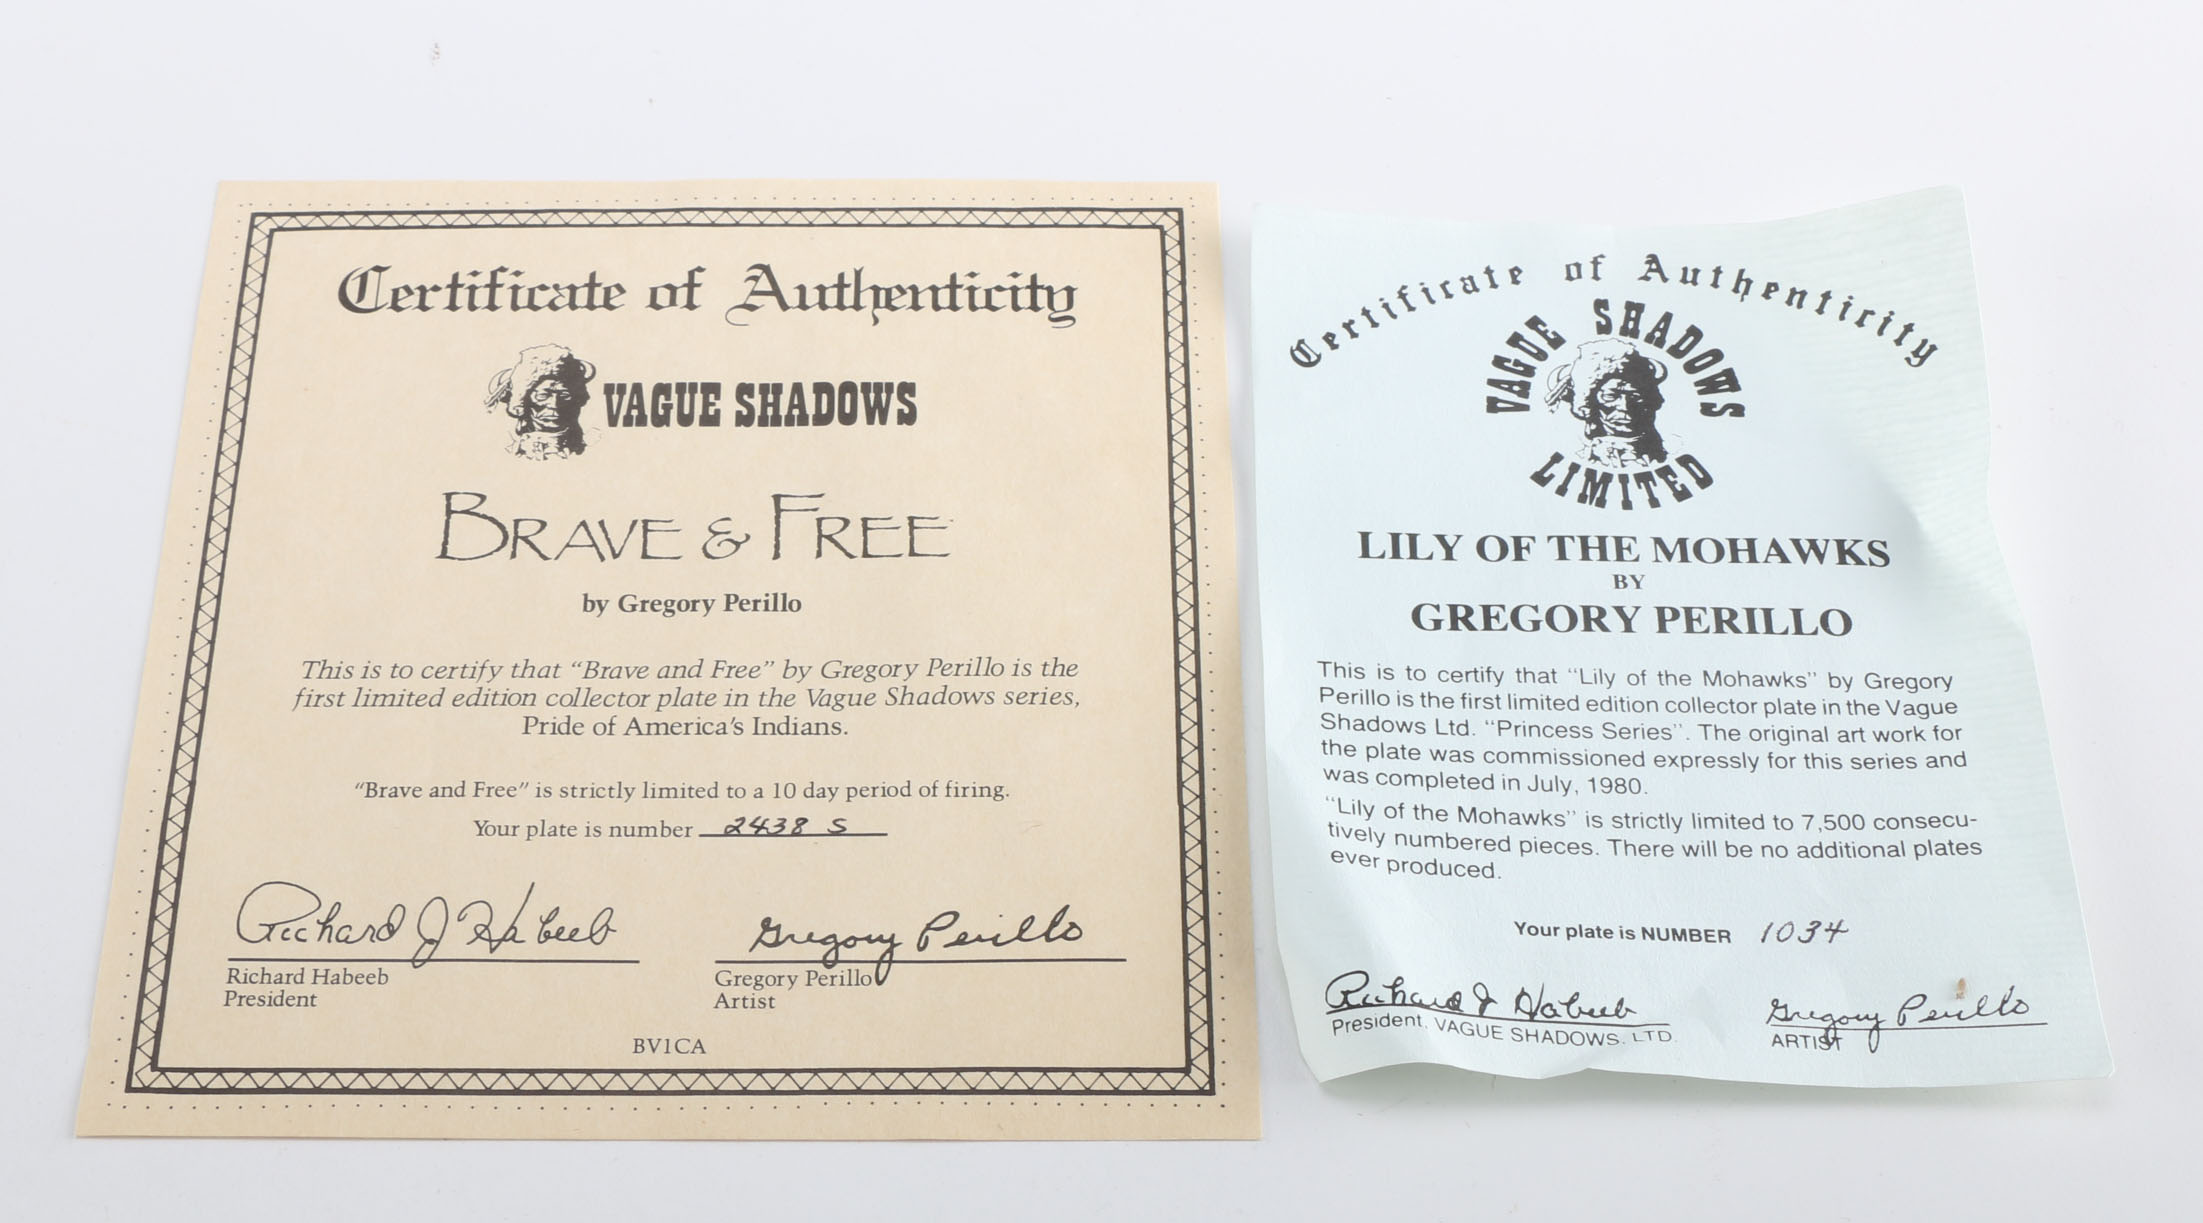 Certificate of Authenticity
VAGUE SHADOWS
BRAVE & FREE
by Gregory Perillo
This is to certify that “Brave and Free” by Gregory Perillo is the
first limited edition collector plate in the Vague Shadows series,
Pride of America’s Indians.
“Brave and Free” is strictly limited to a 10 day period of firing.
Your plate is number 2438 S
Richard J Habeeb
Gregory Perillo
Richard Habeeb
President
Gregory Perillo
Artist
BV1CA
Certificate of Authenticity
VAGUE SHADOWS
LIMITED
LILY OF THE MOHAWKS
BY
GREGORY PERILLO
This is to certify that “Lily of the Mohawks” by Gregory
Perillo is the first limited edition collector plate in the Vague
Shadows Ltd. “Princess Series”. The original art work for
the plate was commissioned expressly for this series and
was completed in July, 1980.
“Lily of the Mohawks” is strictly limited to 7,500 consecu-
tively numbered pieces. There will be no additional plates
ever produced.
Your plate is NUMBER 1034
Richard J Habeeb
President, VAGUE SHADOWS, LTD.
Gregory Perillo
ARTIST